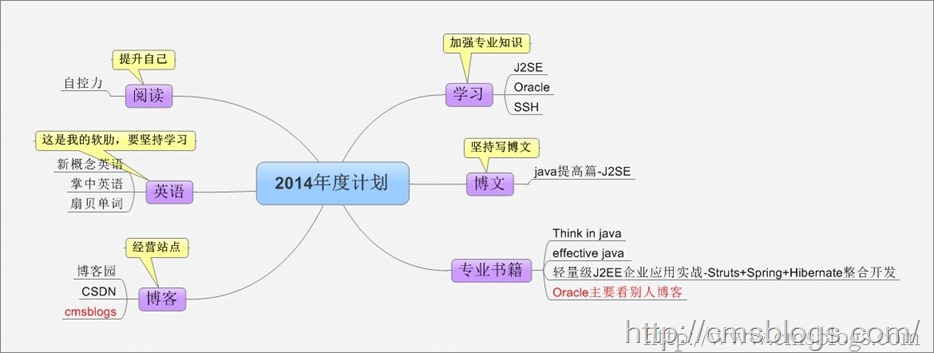 2014年度计划
加强专业知识
学习
J2SE
Oracle
SSH
坚持写博文
博文
java提高篇-J2SE
专业书籍
Think in java
effective java
轻量级J2EE企业应用实战-Struts+Spring+Hibernate整合开发
Oracle主要看别人博客
提升自己
阅读
自控力
这是我的软肋，要坚持学习
英语
新概念英语
掌中英语
扇贝单词
经营站点
博客
博客园
CSDN
cmsblogs
http://cmsblogs.com/
http://www.cmsblogs.com/